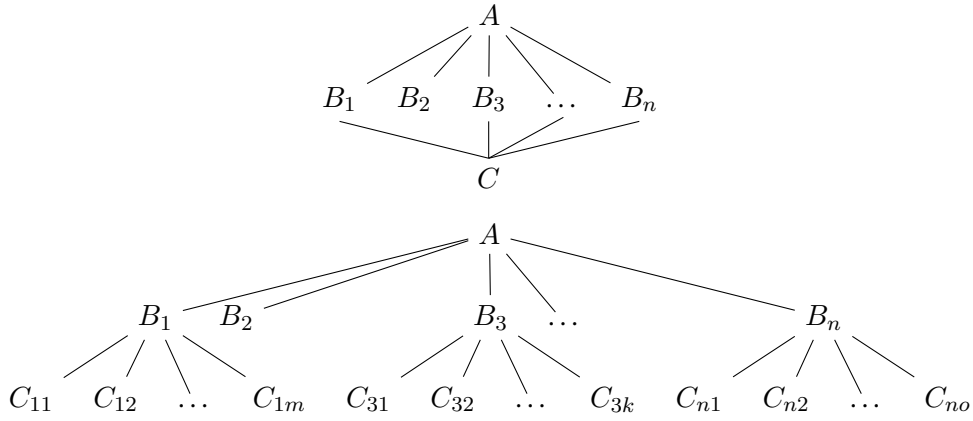 A
B₁ B₂ B₃ … Bₙ
C
A
B₁ B₂ B₃ … Bₙ
C₁₁ C₁₂ … C₁ₘ C₃₁ C₃₂ … C₃ₖ Cₙ₁ Cₙ₂ … Cₙₒ